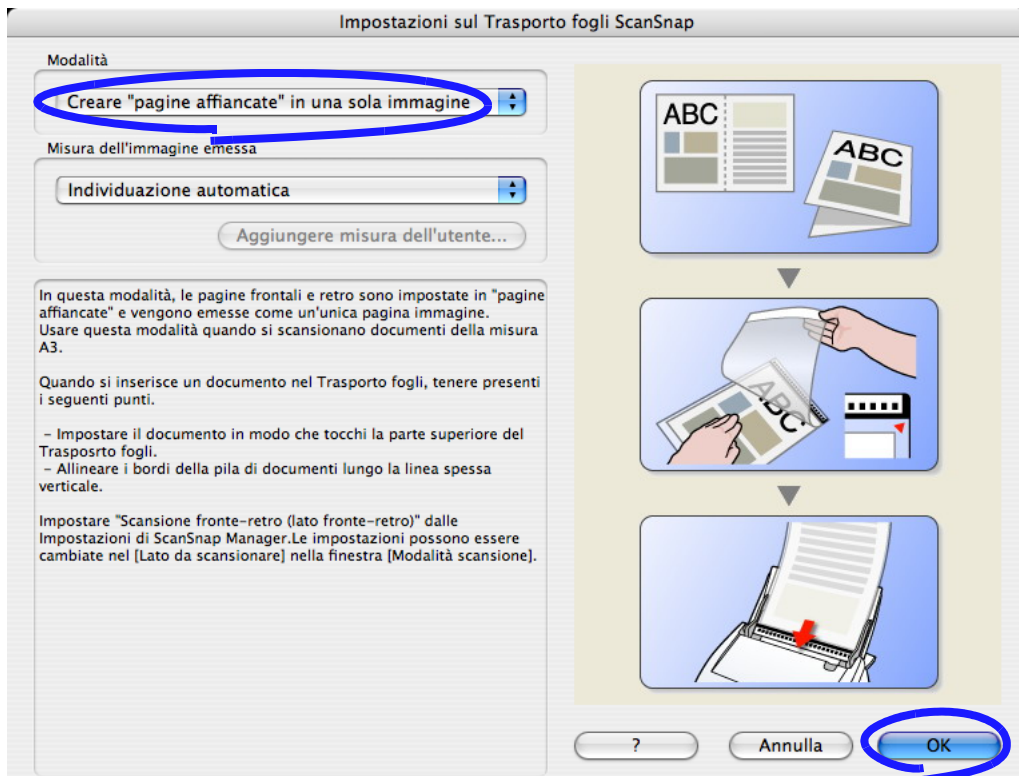 Impostazioni sul Trasporto fogli ScanSnap
Modalità
Creare "pagine affiancate" in una sola immagine
Misura dell'immagine emessa
Individuazione automatica
Aggiungere misura dell'utente...
In questa modalità, le pagine frontali e retro sono impostate in "pagine
affiancate" e vengono emesse come un'unica pagina immagine.
Usare questa modalità quando si scansionano documenti della misura
A3.
Quando si inserisce un documento nel Trasporto fogli, tenere presenti
i seguenti punti.
– Impostare il documento in modo che tocchi la parte superiore del
Trasposrto fogli.
– Allineare i bordi della pila di documenti lungo la linea spessa
verticale.
Impostare "Scansione fronte-retro (lato fronte-retro)" dalle
Impostazioni di ScanSnap Manager.Le impostazioni possono essere
cambiate nel [Lato da scansionare] nella finestra [Modalità scansione].
ABC
ABC
ABC
?
Annulla
OK